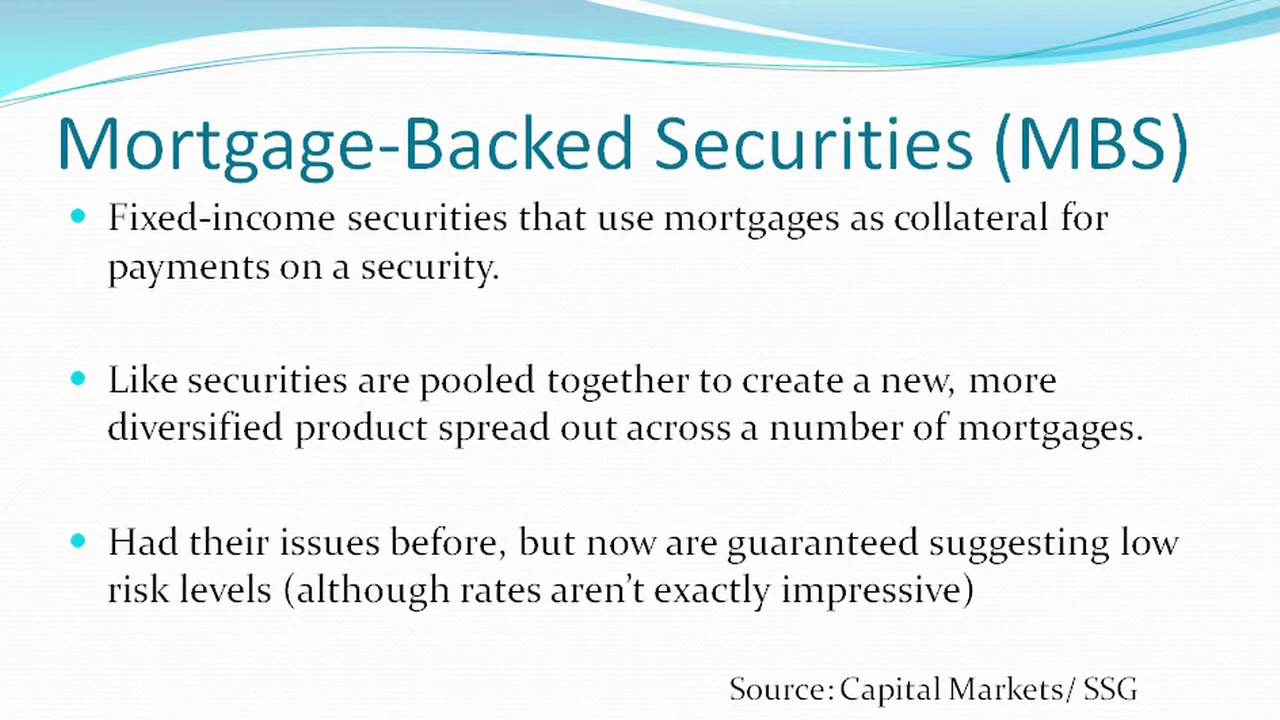 Mortgage-Backed Securities (MBS)
• Fixed-income securities that use mortgages as collateral for
payments on a security.
• Like securities are pooled together to create a new, more
diversified product spread out across a number of mortgages.
• Had their issues before, but now are guaranteed suggesting low
risk levels (although rates aren’t exactly impressive)
Source: Capital Markets/ SSG